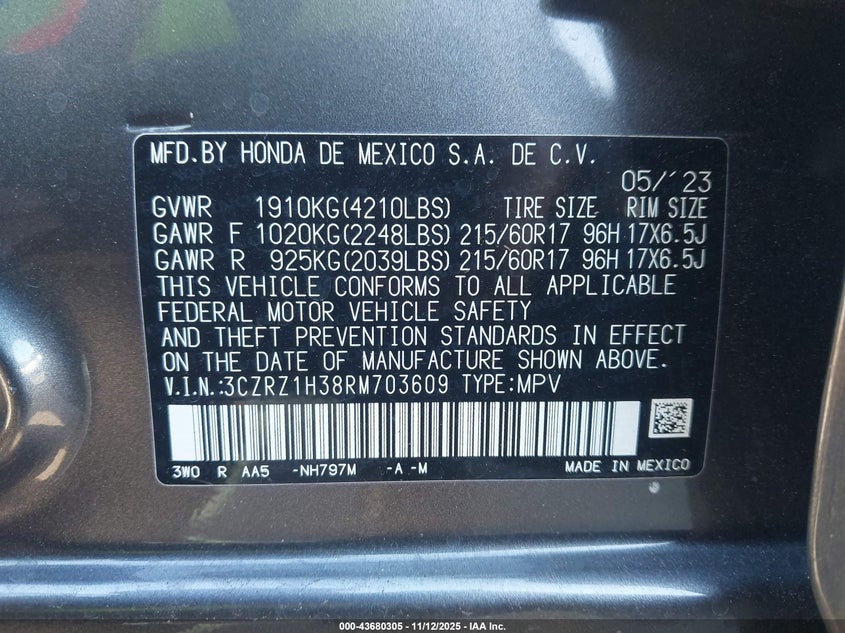 MFD.BY HONDA DE MEXICO S.A. DE C.V.
05/'23
GVWR 1910KG(4210LBS) TIRE SIZE RIM SIZE
GAWR F 1020KG(2248LBS) 215/60R17 96H 17X6.5J
GAWR R 925KG(2039LBS) 215/60R17 96H 17X6.5J
THIS VEHICLE CONFORMS TO ALL APPLICABLE
FEDERAL MOTOR VEHICLE SAFETY
AND THEFT PREVENTION STANDARDS IN EFFECT
ON THE DATE OF MANUFACTURE SHOWN ABOVE.
V.I.N.:3CZRZ1H38RM703609 TYPE:MPV
3W0 R AA5 -NH797M -A -M MADE IN MEXICO
000-43680305 - 11/12/2025 - IAA Inc.